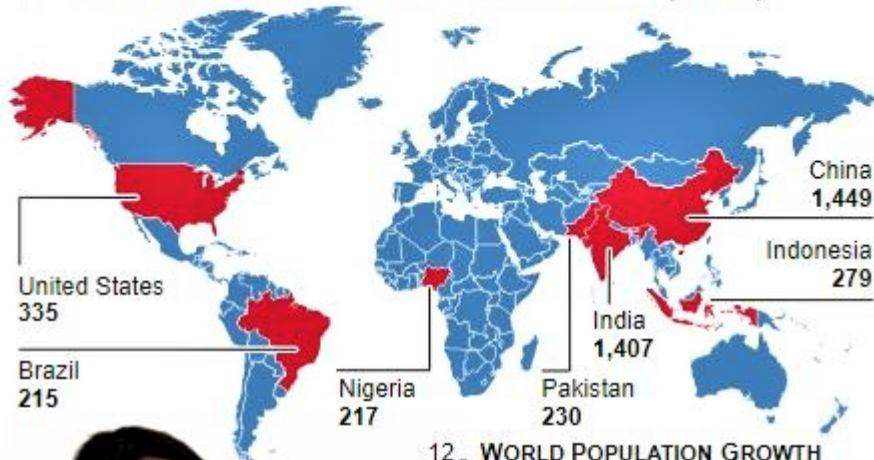 China
1,449
Indonesia
279
United States
335
India
1,407
Brazil
215
Nigeria
217
Pakistan
230
12 WORLD POPULATION GROWTH